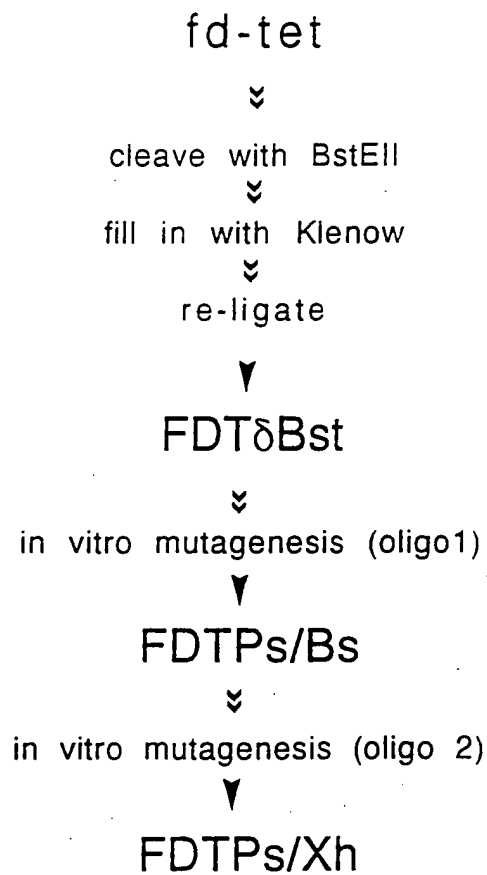 fd-tet
cleave with BstEII
fill in with Klenow
re-ligate
FDTδBst
in vitro mutagenesis (oligo1)
FDTPs/Bs
in vitro mutagenesis (oligo 2)
FDTPs/Xh